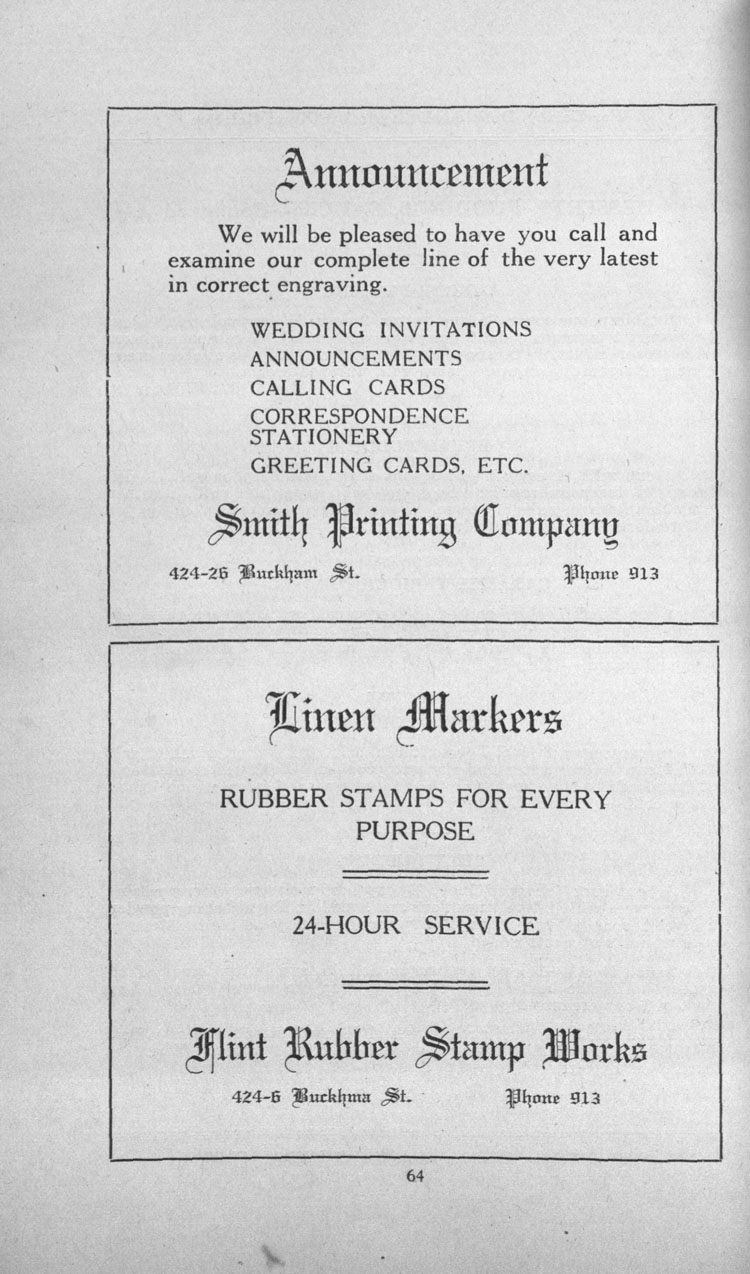 Announcement
We will be pleased to have you call and
examine our complete line of the very latest
in correct engraving.
WEDDING INVITATIONS
ANNOUNCEMENTS
CALLING CARDS
CORRESPONDENCE
STATIONERY
GREETING CARDS, ETC.
Smith Printing Company
424-26 Buckham St. Phone 913
Linen Markers
RUBBER STAMPS FOR EVERY
PURPOSE
24-HOUR SERVICE
Flint Rubber Stamp Works
424-6 Buckhma St. Phone 913
64